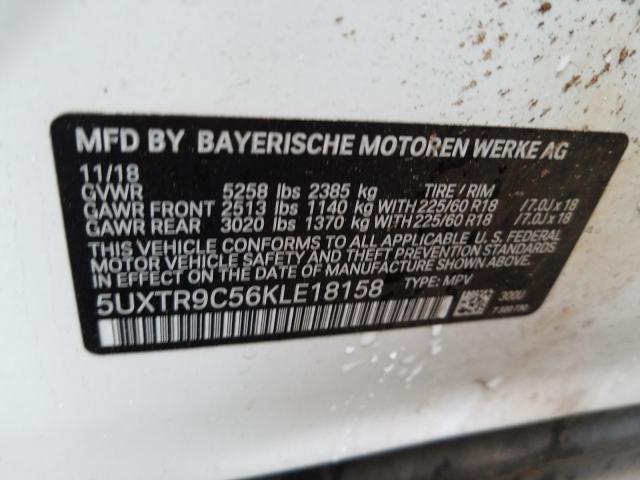 MFD BY BAYERISCHE MOTOREN WERKE AG
11/18
GVWR 5258 lbs 2385 kg TIRE / RIM
GAWR FRONT 2513 lbs 1140 kg WITH 225/60 R18 /7.0J x 18
GAWR REAR 3020 lbs 1370 kg WITH 225/60 R18 /7.0J x 18
THIS VEHICLE CONFORMS TO ALL APPLICABLE U. S. FEDERAL
MOTOR VEHICLE SAFETY AND THEFT PREVENTION STANDARDS
IN EFFECT ON THE DATE OF MANUFACTURE SHOWN ABOVE.
5UXTR9C56KLE18158 TYPE: MPV
300U